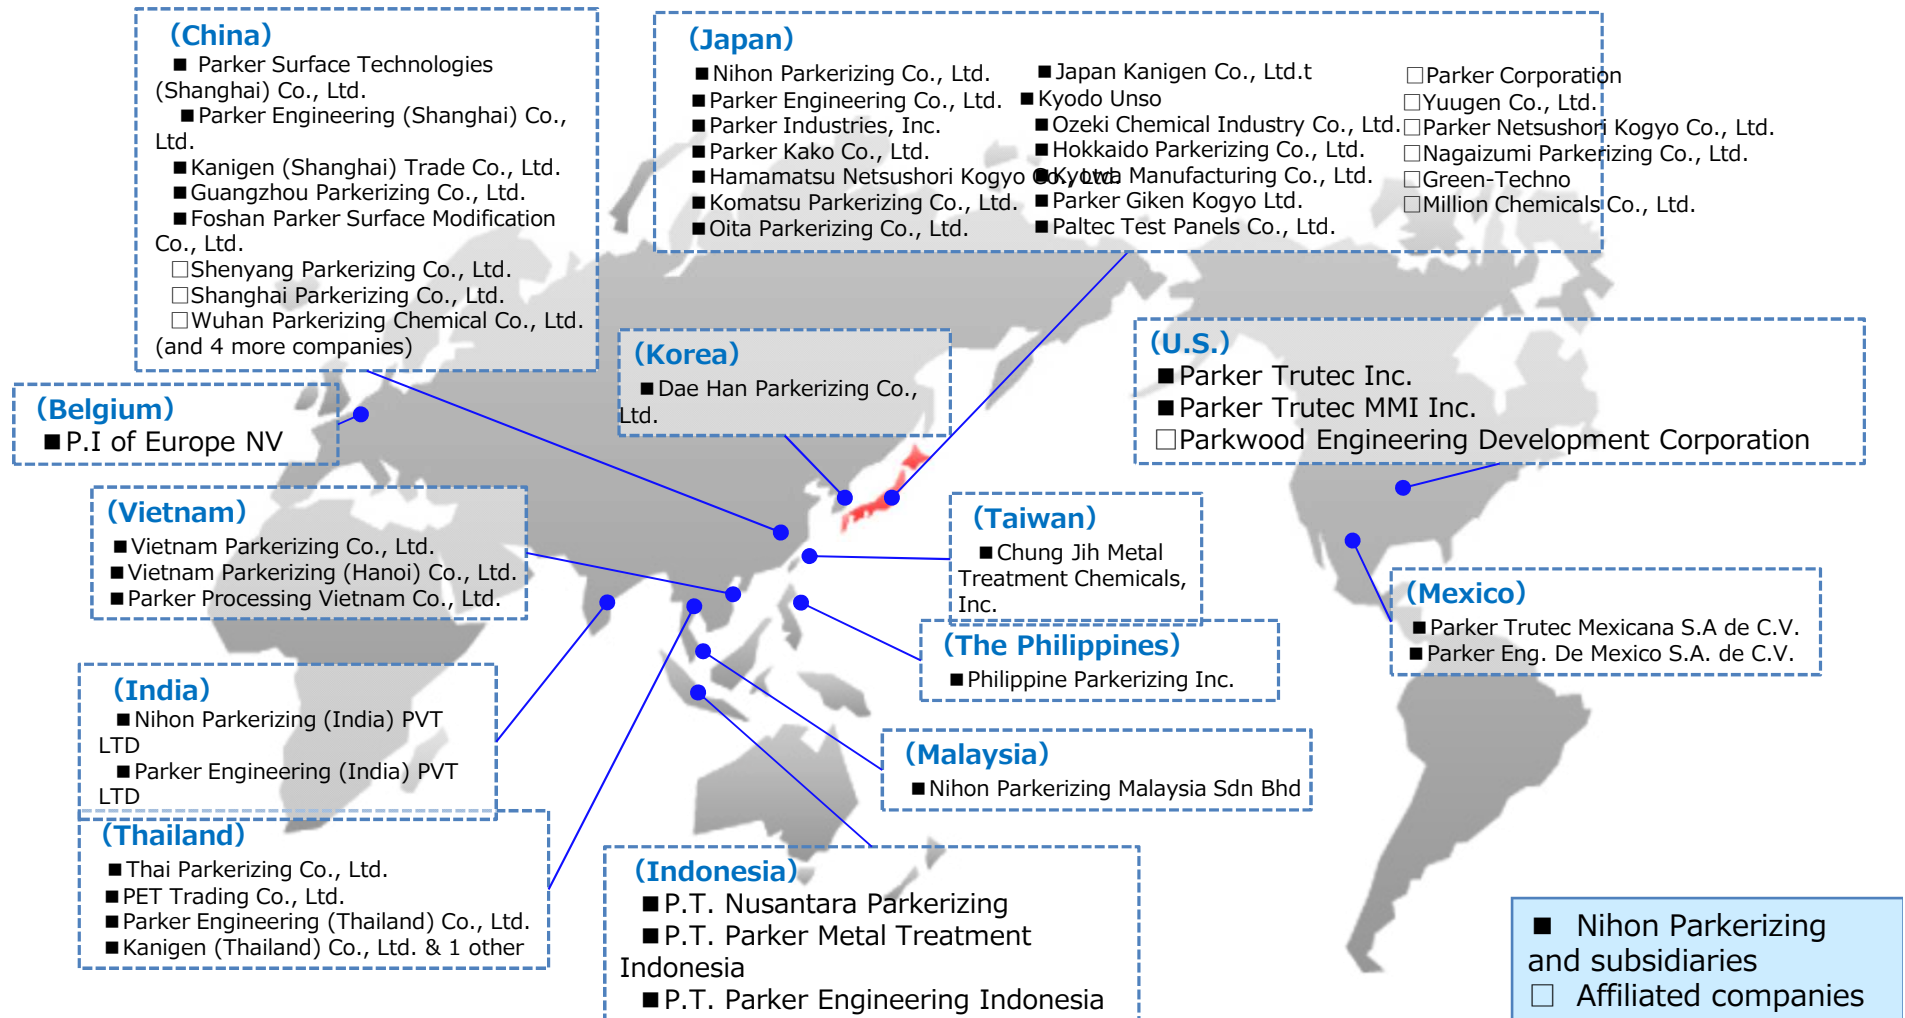 （China）
■ Parker Surface Technologies
(Shanghai) Co., Ltd.
■ Parker Engineering (Shanghai) Co.,
Ltd.
■ Kanigen (Shanghai) Trade Co., Ltd.
■ Guangzhou Parkerizing Co., Ltd.
■ Foshan Parker Surface Modification
Co., Ltd.
□Shenyang Parkerizing Co., Ltd.
□Shanghai Parkerizing Co., Ltd.
□Wuhan Parkerizing Chemical Co., Ltd.
(and 4 more companies)
（Japan）
■Nihon Parkerizing Co., Ltd.
■Parker Engineering Co., Ltd.
■Parker Industries, Inc.
■Parker Kako Co., Ltd.
■Hamamatsu Netsushori Kogyo Co., Ltd.
■Komatsu Parkerizing Co., Ltd.
■Oita Parkerizing Co., Ltd.
■Japan Kanigen Co., Ltd.t
■Kyodo Unso
■Ozeki Chemical Industry Co., Ltd.
■Hokkaido Parkerizing Co., Ltd.
■Kyowa Manufacturing Co., Ltd.
■Parker Giken Kogyo Ltd.
■Paltec Test Panels Co., Ltd.
□Parker Corporation
□Yuugen Co., Ltd.
□Parker Netsushori Kogyo Co., Ltd.
□Nagaizumi Parkerizing Co., Ltd.
□Green-Techno
□Million Chemicals Co., Ltd.
（Korea）
■Dae Han Parkerizing Co.,
Ltd.
（U.S.）
■Parker Trutec Inc.
■Parker Trutec MMI Inc.
□Parkwood Engineering Development Corporation
（Belgium）
■P.I of Europe NV
（Vietnam）
■Vietnam Parkerizing Co., Ltd.
■Vietnam Parkerizing (Hanoi) Co., Ltd.
■Parker Processing Vietnam Co., Ltd.
（Taiwan）
■Chung Jih Metal
Treatment Chemicals,
Inc.
（Mexico）
■Parker Trutec Mexicana S.A de C.V.
■Parker Eng. De Mexico S.A. de C.V.
（The Philippines）
■Philippine Parkerizing Inc.
（India）
■Nihon Parkerizing (India) PVT
LTD
■Parker Engineering (India) PVT
LTD
（Malaysia）
■Nihon Parkerizing Malaysia Sdn Bhd
（Thailand）
■Thai Parkerizing Co., Ltd.
■PET Trading Co., Ltd.
■Parker Engineering (Thailand) Co., Ltd.
■Kanigen (Thailand) Co., Ltd. & 1 other
（Indonesia）
■P.T. Nusantara Parkerizing
■P.T. Parker Metal Treatment
Indonesia
■P.T. Parker Engineering Indonesia
■ Nihon Parkerizing
and subsidiaries
□ Affiliated companies